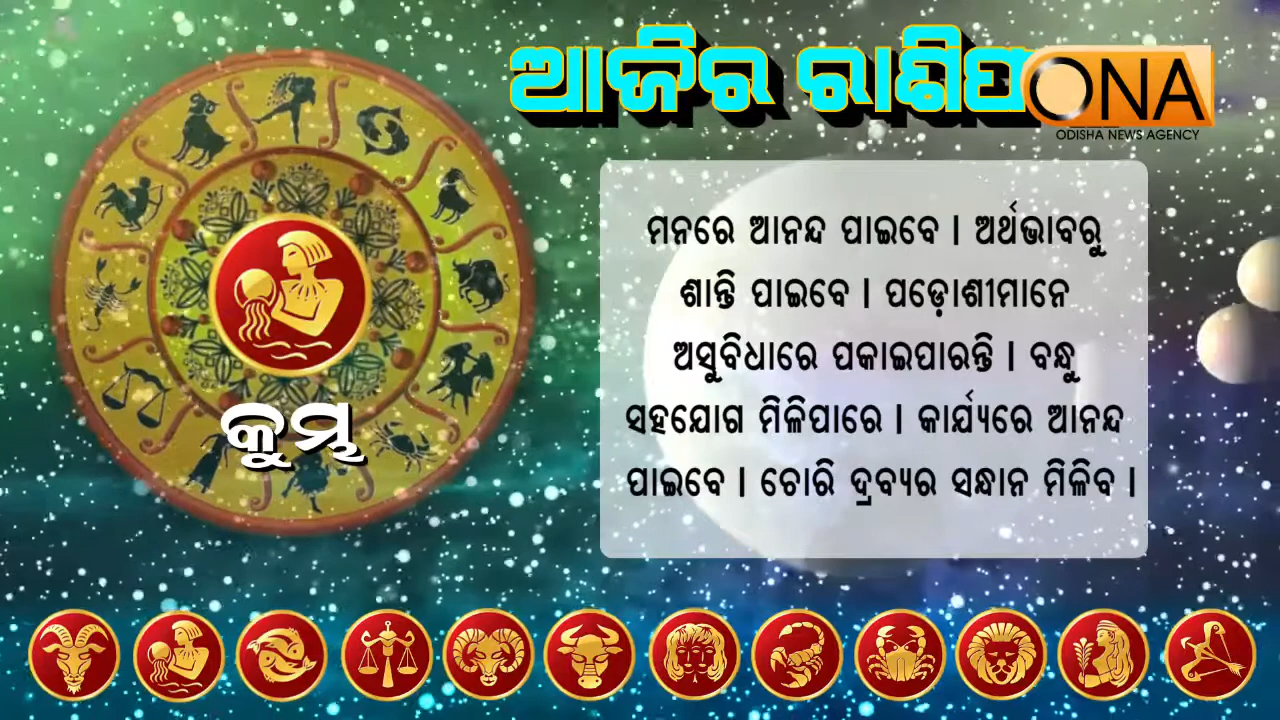 ଆଜିର
ONA
ODISHA NEWS AGENCY
ମନରେ ଆନନ୍ଦ ପାଇବେ | ଅର୍ଥଭାବରୁ
ଶାନ୍ତି ପାଇବେ | ପଡ଼ୋଶୀମାନେ
ଅସୁବିଧାରେ ପକାଇପାରନ୍ତି | ବନ୍ଧୁ
ସହଯୋଗ ମିଳିପାରେ | କାର୍ଯ୍ୟରେ ଆନନ୍ଦ
ପାଇବେ | ଚୋରି ଦ୍ରବ୍ୟର ସନ୍ଧାନ ମିଳିବ |
କୁମ୍ଭ